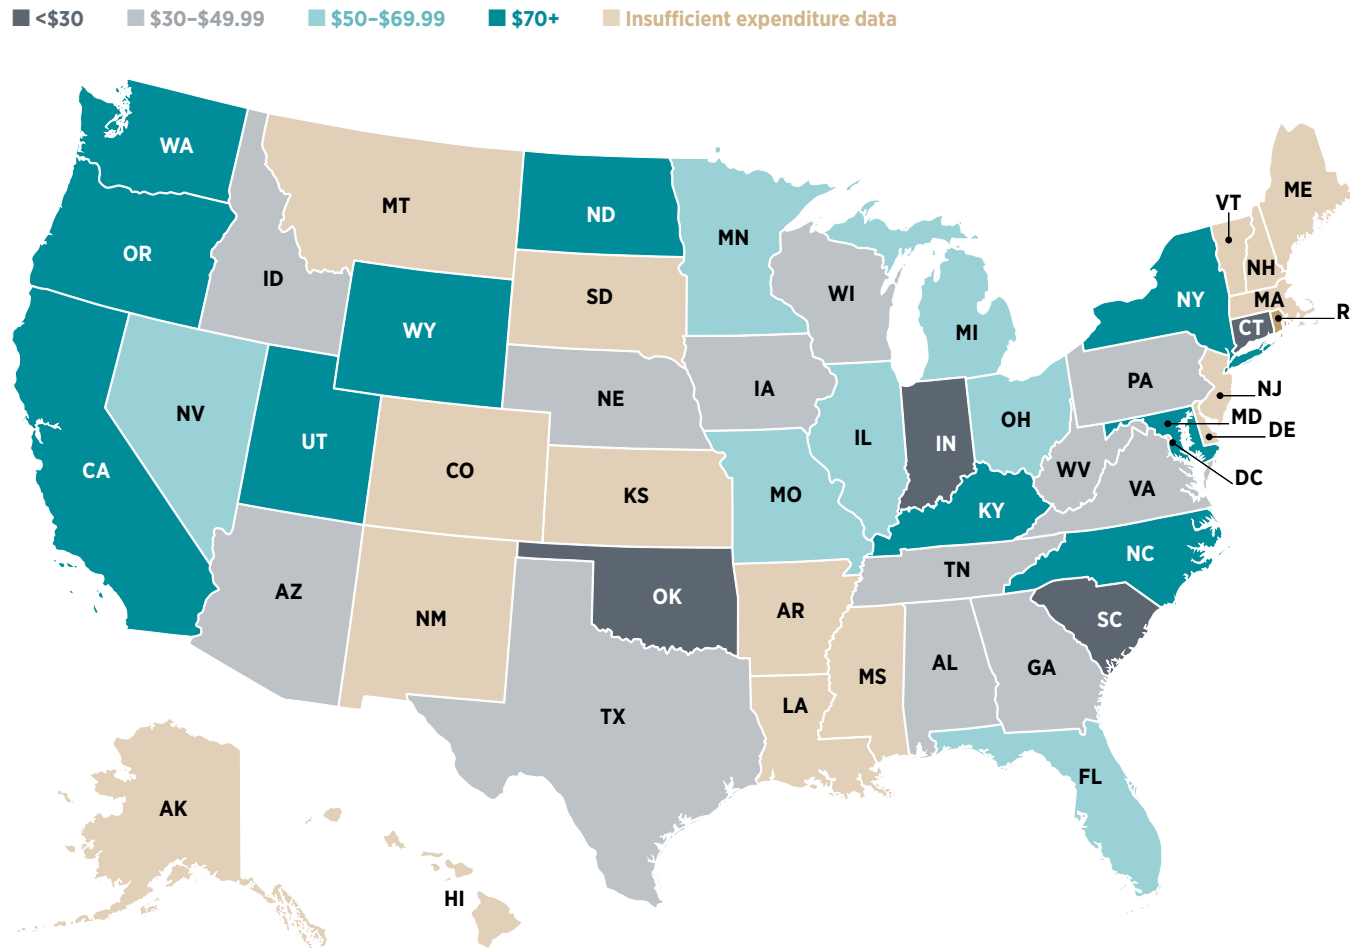 <$30 $30–$49.99 $50–$69.99 $70+ Insufficient expenditure data
WA
ME
MT
VT
ND
OR
MN
NH
ID
SD
WI
NY
MA
R
WY
MI
CT
PA
NJ
IA
NE
NV
MD
OH
DE
UT
IL
IN
CO
WV
DC
CA
KS
MO
VA
KY
NC
TN
AZ
OK
NM
AR
SC
AL
GA
MS
LA
TX
FL
AK
HI